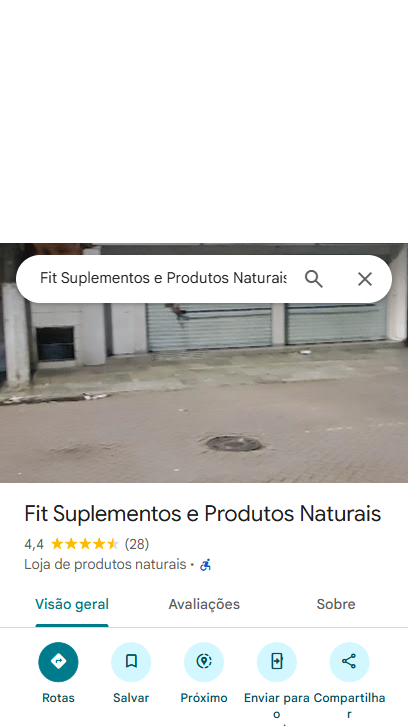 Fit Suplementos e Produtos Naturais
Fit Suplementos e Produtos Naturais
4,4 (28)
Loja de produtos naturais ·
Visão geral Avaliações Sobre
Rotas Salvar Próximo Enviar para o Compartilhar